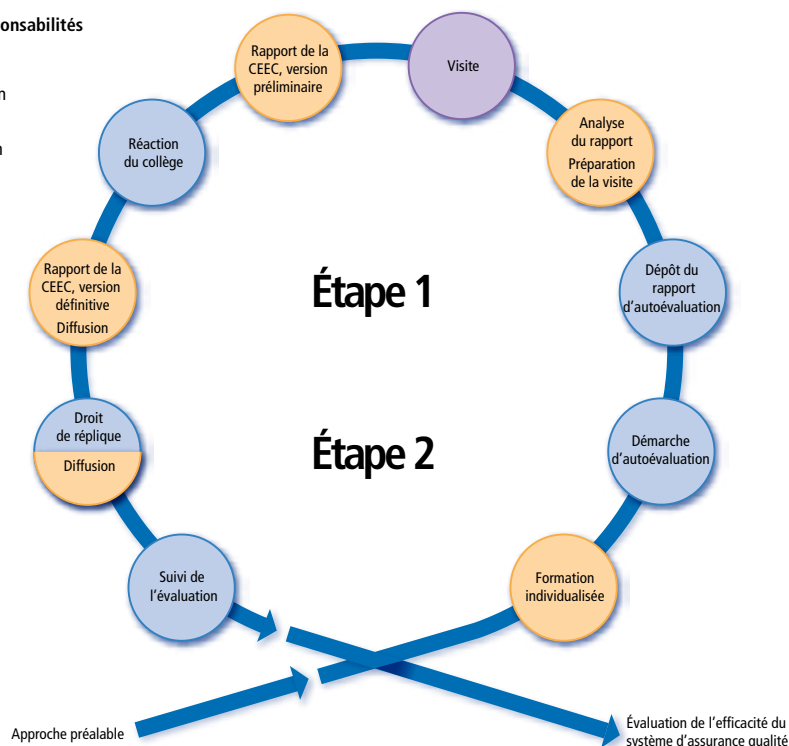 onsabilités
Rapport de la
CEEC, version
préliminaire
Visite
Analyse
du rapport
Préparation
de la visite
Réaction
du collège
Rapport de la
CEEC, version
définitive
Diffusion
Étape 1
Dépôt du
rapport
d'autoévaluation
Droit
de réplique
Diffusion
Étape 2
Démarche
d'autoévaluation
Suivi de
l'évaluation
Formation
individualisée
Approche préalable
Évaluation de l'efficacité du
système d'assurance qualité